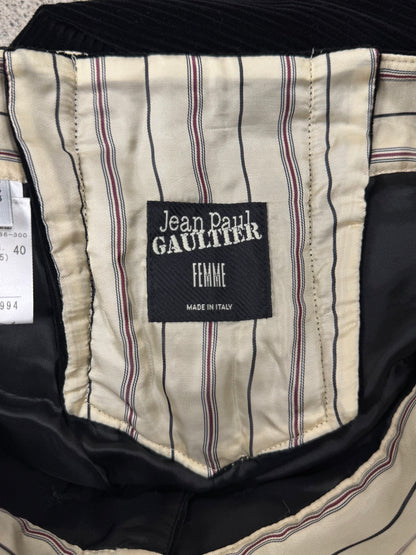 Jean Paul
GAULTIER
FEMME
MADE IN ITALY
40
994